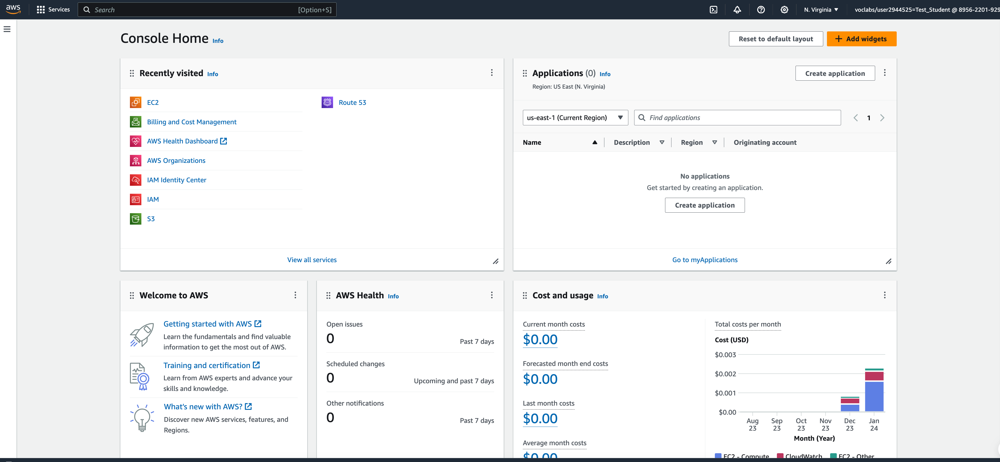 aws
Services
Search
[Option+S]
N. Virginia
voclabs/user2944525=Test_Student @ 8956-2201-929
Console Home Info
Reset to default layout
Add widgets
Recently visited Info
EC2
Billing and Cost Management
AWS Health Dashboard
AWS Organizations
IAM Identity Center
IAM
S3
Route 53
View all services
Applications (0) Info
Region: US East (N. Virginia)
Create application
us-east-1 (Current Region)
Find applications
1
Name
Description
Region
Originating account
No applications
Get started by creating an application.
Create application
Go to myApplications
Welcome to AWS
Getting started with AWS
Learn the fundamentals and find valuable
information to get the most out of AWS.
Training and certification
Learn from AWS experts and advance your
skills and knowledge.
What's new with AWS?
Discover new AWS services, features, and
Regions.
AWS Health Info
Open issues
0
Past 7 days
Scheduled changes
0
Upcoming and past 7 days
Other notifications
0
Past 7 days
Cost and usage Info
Current month costs
$0.00
Forecasted month end costs
$0.00
Last month costs
$0.00
Average month costs
$0.00
Total costs per month
Cost (USD)
$0.003
$0.002
$0.001
$0.00
Aug 23
Sep 23
Oct 23
Nov 23
Dec 23
Jan 24
Month (Year)
EC2 - Compute
CloudWatch
EC2 - Other